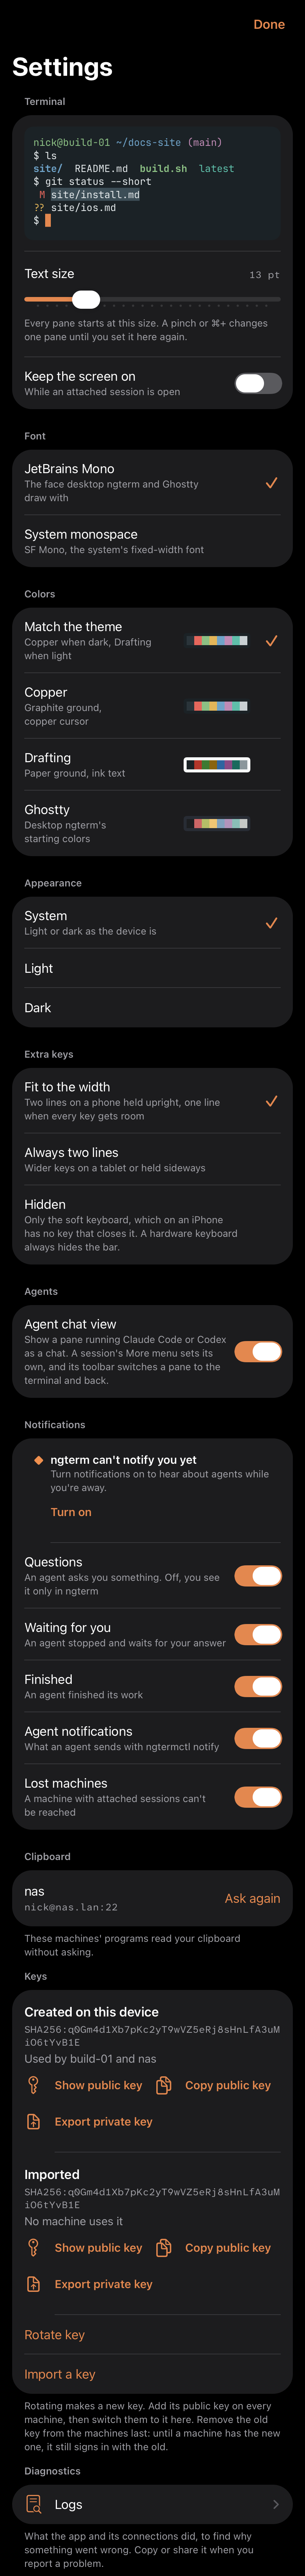 Done
Settings
Terminal
nick@build-01 ~/docs-site (main)
$ ls
site/ README.md build.sh latest
$ git status --short
M site/install.md
?? site/ios.md
$
Text size 13 pt
Every pane starts at this size. A pinch or ⌘+ changes
one pane until you set it here again.
Keep the screen on
While an attached session is open
Font
JetBrains Mono
The face desktop ngterm and Ghostty
draw with
System monospace
SF Mono, the system's fixed-width font
Colors
Match the theme
Copper when dark, Drafting
when light
Copper
Graphite ground,
copper cursor
Drafting
Paper ground, ink text
Ghostty
Desktop ngterm's
starting colors
Appearance
System
Light or dark as the device is
Light
Dark
Extra keys
Fit to the width
Two lines on a phone held upright, one line
when every key gets room
Always two lines
Wider keys on a tablet or held sideways
Hidden
Only the soft keyboard, which on an iPhone
has no key that closes it. A hardware keyboard
always hides the bar.
Agents
Agent chat view
Show a pane running Claude Code or Codex
as a chat. A session's More menu sets its
own, and its toolbar switches a pane to the
terminal and back.
Notifications
ngterm can't notify you yet
Turn notifications on to hear about agents while
you're away.
Turn on
Questions
An agent asks you something. Off, you see
it only in ngterm
Waiting for you
An agent stopped and waits for your answer
Finished
An agent finished its work
Agent notifications
What an agent sends with ngtermctl notify
Lost machines
A machine with attached sessions can't
be reached
Clipboard
nas
nick@nas.lan:22
Ask again
These machines' programs read your clipboard
without asking.
Keys
Created on this device
SHA256:q0Gm4d1Xb7pKc2yT9wVZ5eRj8sHnLfA3uM
iO6tYvB1E
Used by build-01 and nas
Show public key Copy public key
Export private key
Imported
SHA256:q0Gm4d1Xb7pKc2yT9wVZ5eRj8sHnLfA3uM
iO6tYvB1E
No machine uses it
Show public key Copy public key
Export private key
Rotate key
Import a key
Rotating makes a new key. Add its public key on every
machine, then switch them to it here. Remove the old
key from the machines last: until a machine has the new
one, it still signs in with the old.
Diagnostics
Logs
What the app and its connections did, to find why
something went wrong. Copy or share it when you
report a problem.